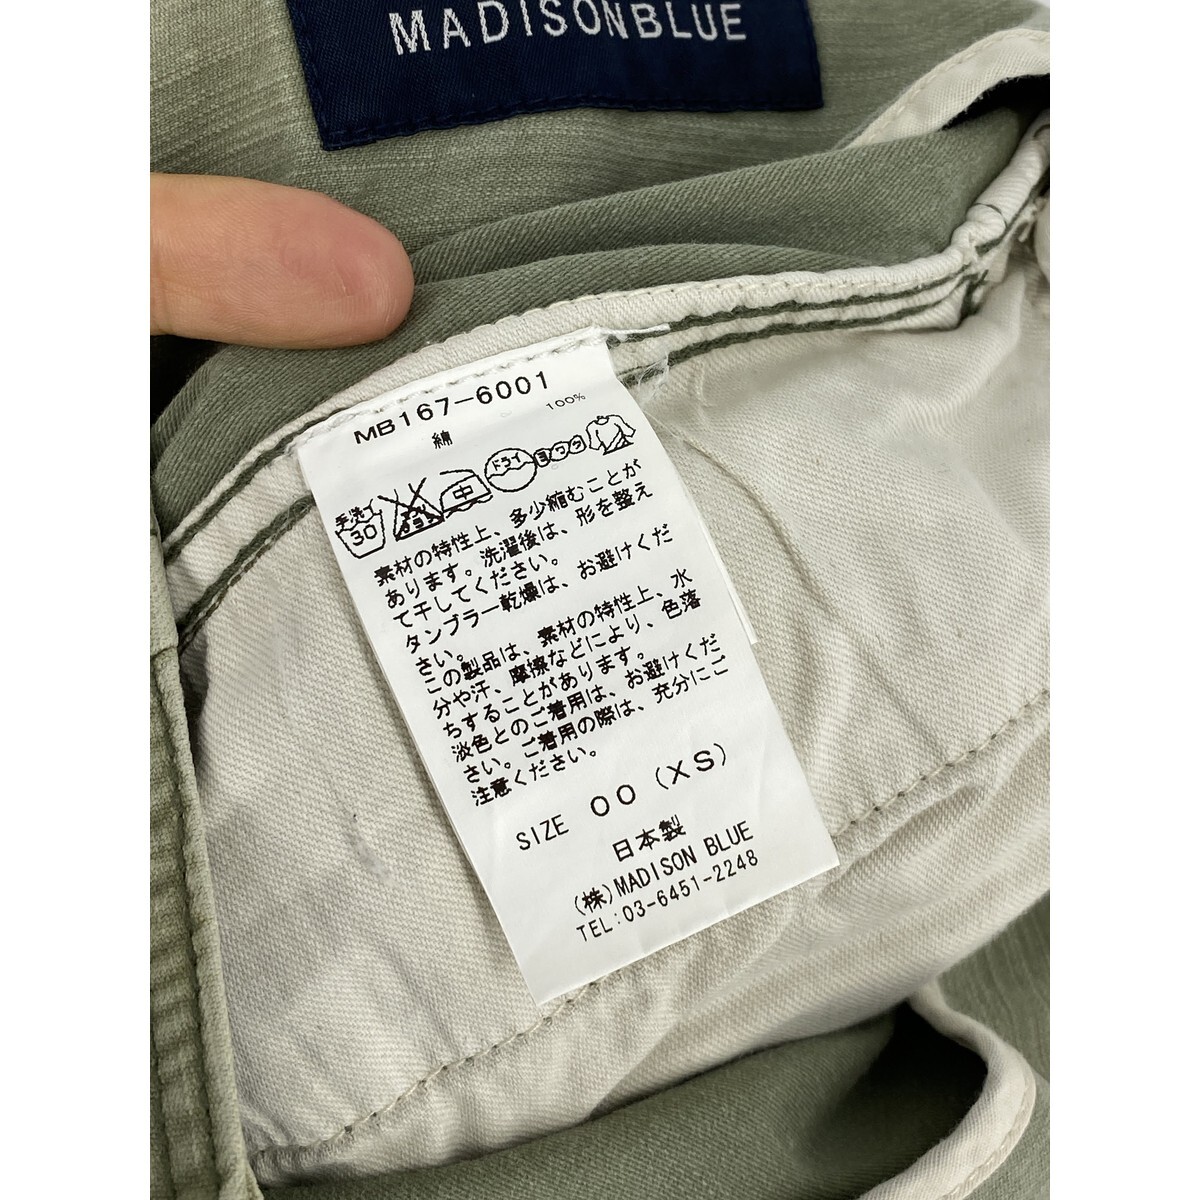 MADISONBLUE
MB167-6001
綿 100%
手洗イ
30
中
ドライ
ヨワク
素材の特性上、多少縮むことが
あります。洗濯後は、形を整え
て干してください。
タンブラー乾燥は、お避けくだ
さい。
この製品は、素材の特性上、水
分や汗、摩擦などにより、色落
ちすることがあります。
淡色とのご着用は、お避けくだ
さい。ご着用の際は、充分にご
注意ください。
SIZE 00 (XS)
日本製
(株)MADISON BLUE
TEL:03-6451-2248